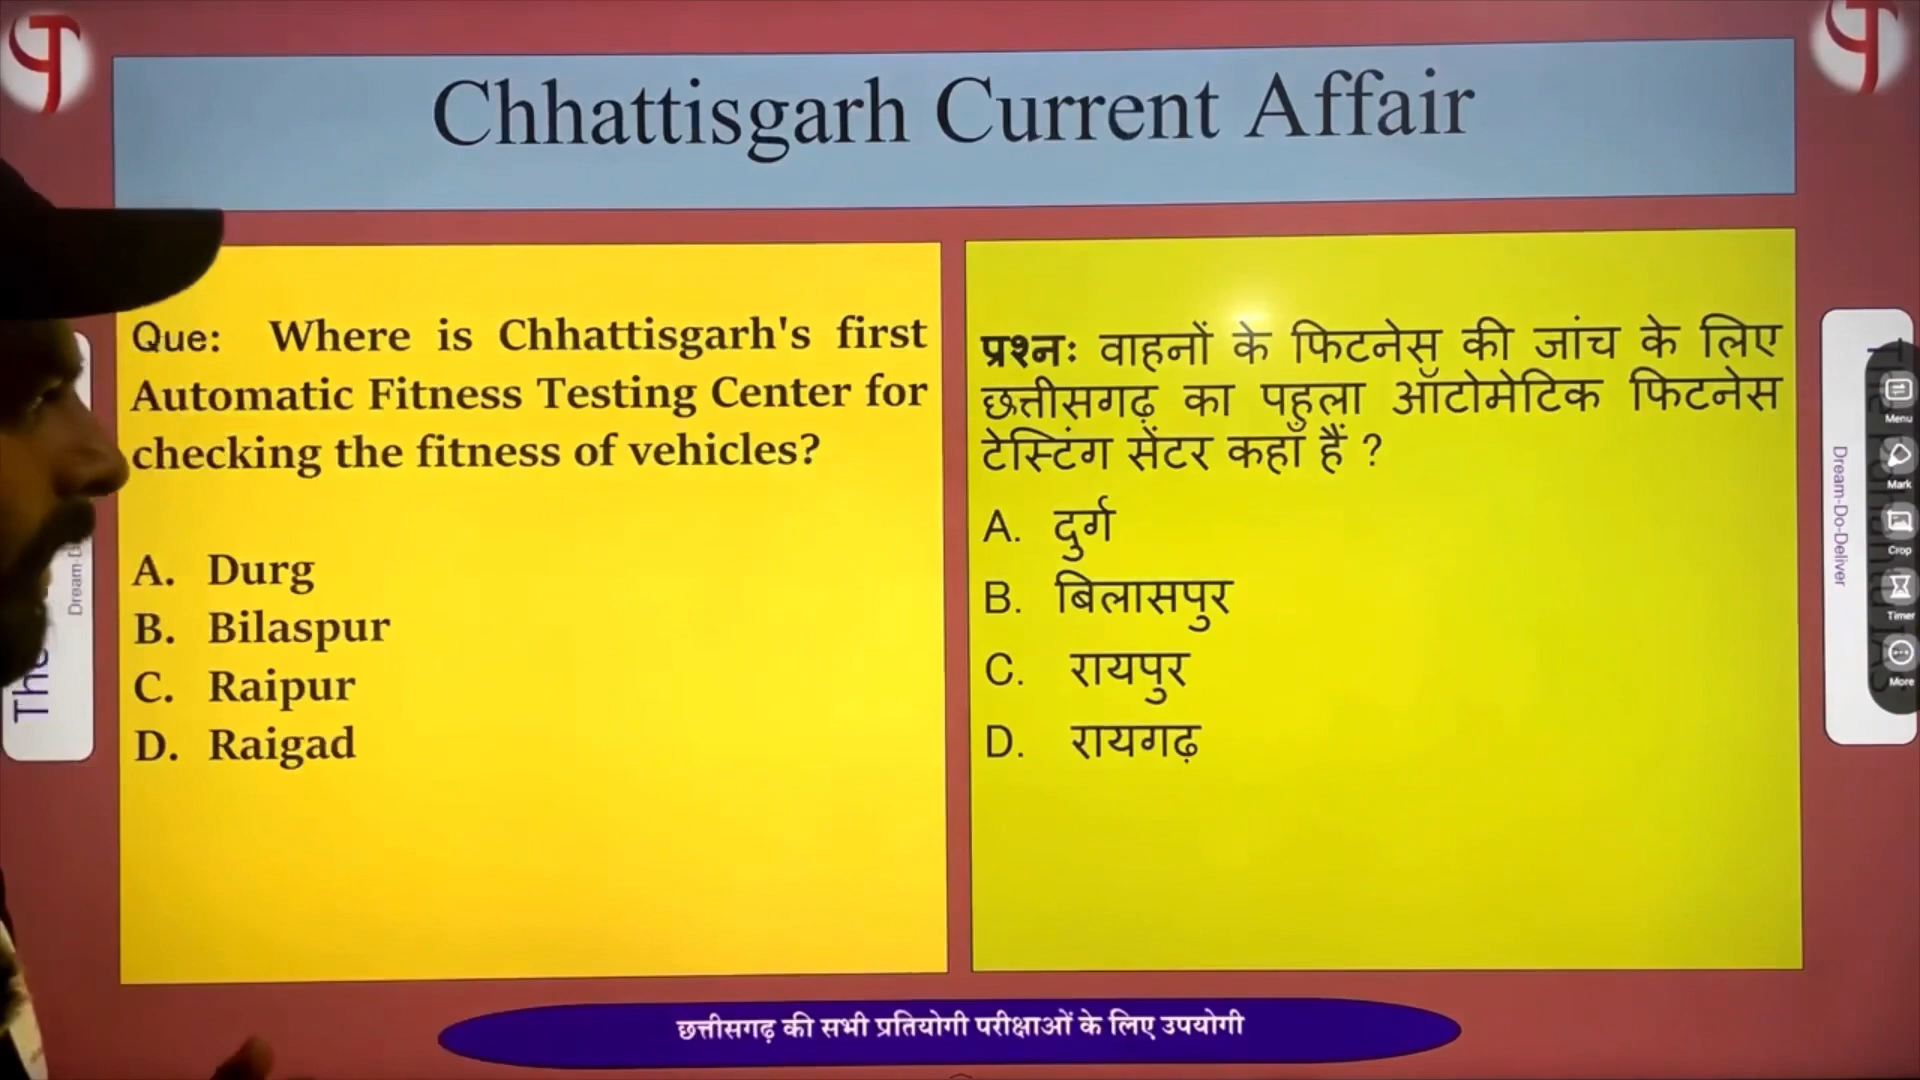 Chhattisgarh Current Affair
Que: Where is Chhattisgarh's first
Automatic Fitness Testing Center for
checking the fitness of vehicles?
A. Durg
B. Bilaspur
C. Raipur
D. Raigad
प्रश्नः वाहनों के फिटनेस की जांच के लिए
छत्तीसगढ़ का पहला ऑटोमेटिक फिटनेस
टेस्टिंग सेंटर कहाँ हैं ?
A. दुर्ग
B. बिलासपुर
C. रायपुर
D. रायगढ़
छत्तीसगढ़ की सभी प्रतियोगी परीक्षाओं के लिए उपयोगी
Dream-Do-Deliver
Menu
Mark
Crop
Timer
More